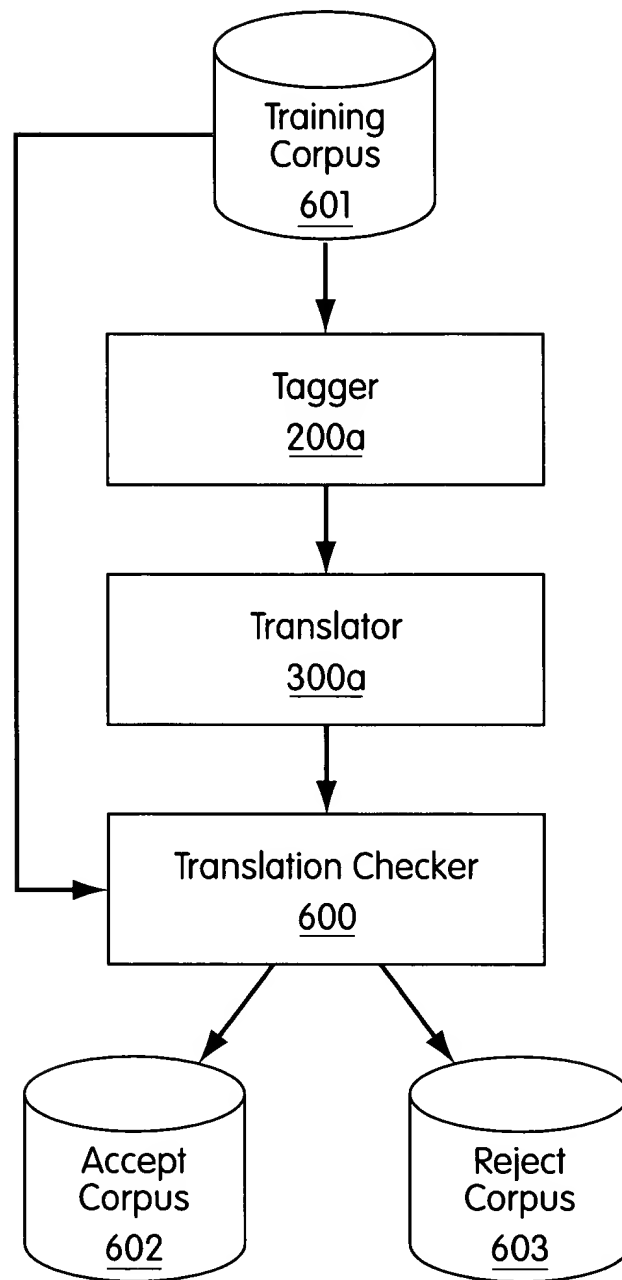 Training
Corpus
601
Tagger
200a
Translator
300a
Translation Checker
600
Accept
Corpus
602
Reject
Corpus
603